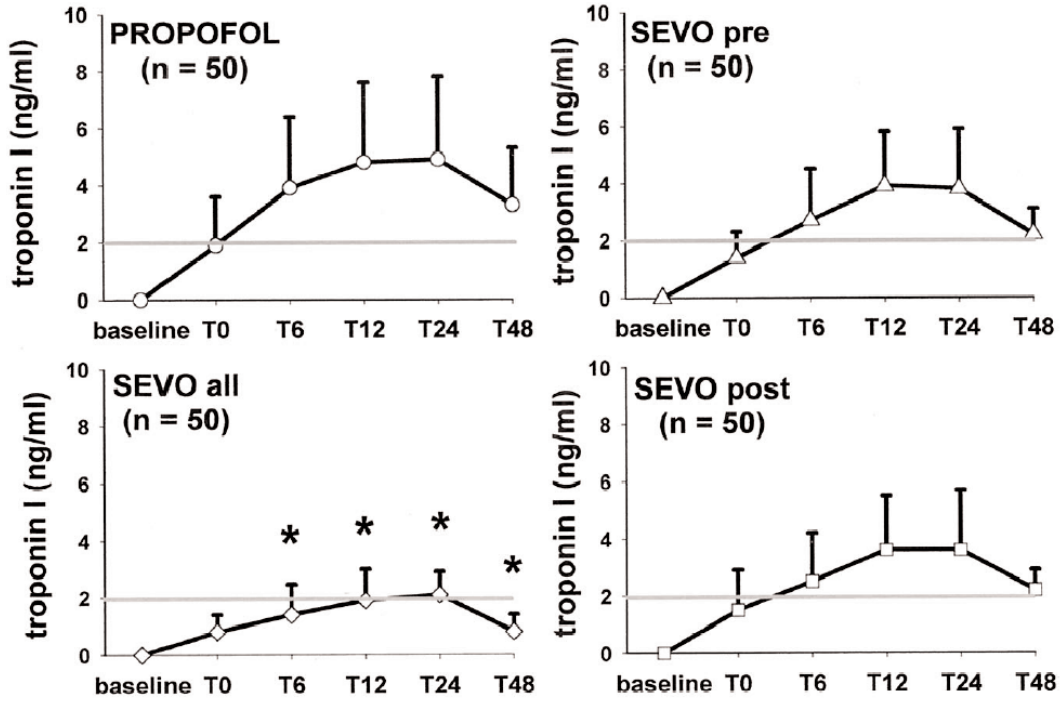 PROPOFOL
(n = 50)
troponin I (ng/ml)
10
8
6
4
2
0
baseline T0 T6 T12 T24 T48
SEVO pre
(n = 50)
troponin I (ng/ml)
10
8
6
4
2
0
baseline T0 T6 T12 T24 T48
SEVO all
(n = 50)
troponin I (ng/ml)
10
8
6
4
2
0
* * * *
baseline T0 T6 T12 T24 T48
SEVO post
(n = 50)
troponin I (ng/ml)
10
8
6
4
2
0
baseline T0 T6 T12 T24 T48